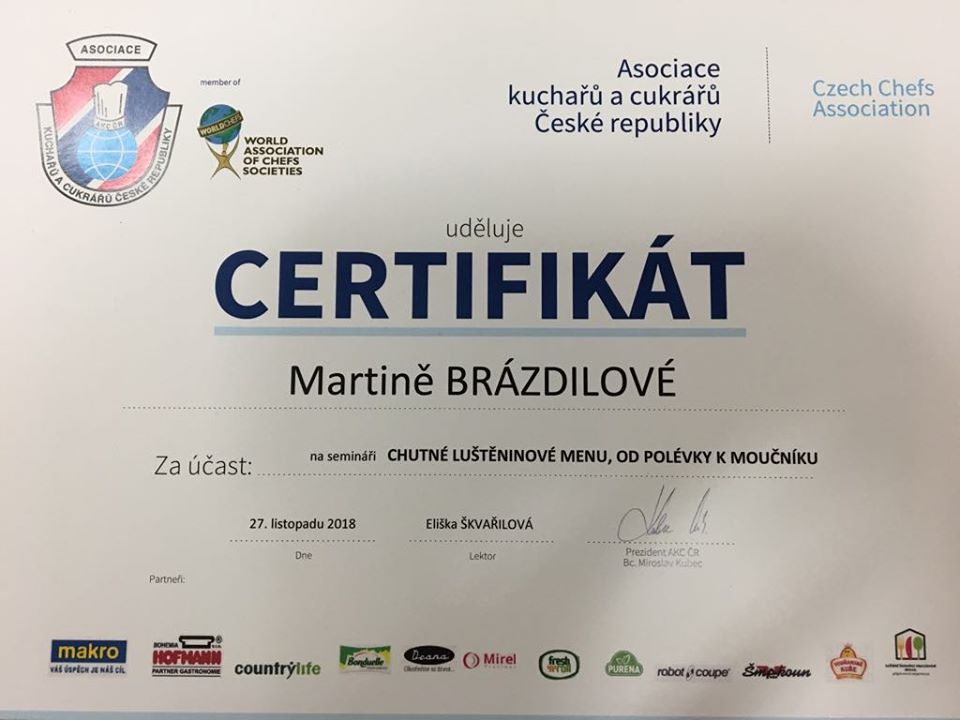 ASOCIACE
AKC ČR
KUCHAŘŮ A CUKRÁŘŮ ČESKÉ REPUBLIKY
member of
WORLDCHEFS
WORLD
ASSOCIATION
OF CHEFS
SOCIETIES
Asociace
kuchařů a cukrářů
České republiky
Czech Chefs
Association
uděluje
CERTIFIKÁT
Martině BRÁZDILOVÉ
Za účast: na semináři CHUTNÉ LUŠTĚNINOVÉ MENU, OD POLÉVKY K MOUČNÍKU
27. listopadu 2018
Dne
Eliška ŠKVAŘILOVÁ
Lektor
Prezident AKC ČR
Bc. Miroslav Kubec
Partneři:
makro
VÁŠ ÚSPĚCH JE NÁŠ CÍL
BOHEMIA
HOFMANN
PARTNER GASTRONOMIE
countrylife
Bonduelle
Mirel
fresh
PURENA
robot coupe